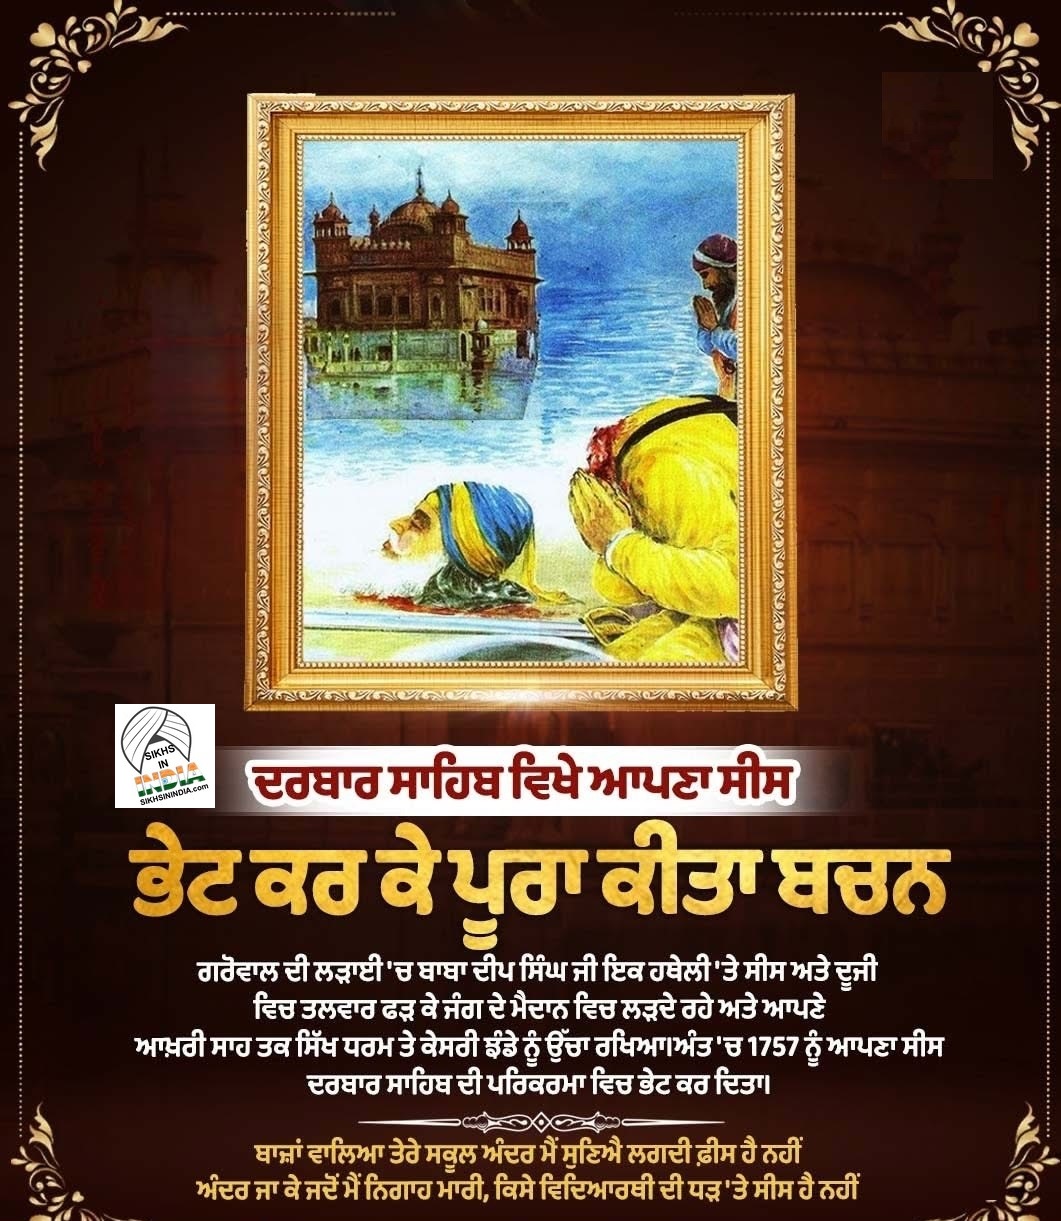 SIKHS
IN
INDIA
SIKHSININDIA.com
ਦਰਬਾਰ ਸਾਹਿਬ ਵਿਖੇ ਆਪਣਾ ਸੀਸ
ਭੇਟ ਕਰ ਕੇ ਪੂਰਾ ਕੀਤਾ ਬਚਨ
ਗਰੋਵਾਲ ਦੀ ਲੜਾਈ 'ਚ ਬਾਬਾ ਦੀਪ ਸਿੰਘ ਜੀ ਇਕ ਹਥੇਲੀ 'ਤੇ ਸੀਸ ਅਤੇ ਦੂਜੀ
ਵਿਚ ਤਲਵਾਰ ਫੜ ਕੇ ਜੰਗ ਦੇ ਮੈਦਾਨ ਵਿਚ ਲੜਦੇ ਰਹੇ ਅਤੇ ਆਪਣੇ
ਆਖ਼ਰੀ ਸਾਹ ਤਕ ਸਿੱਖ ਧਰਮ ਤੇ ਕੇਸਰੀ ਝੰਡੇ ਨੂੰ ਉੱਚਾ ਰਖਿਆ।ਅੰਤ 'ਚ 1757 ਨੂੰ ਆਪਣਾ ਸੀਸ
ਦਰਬਾਰ ਸਾਹਿਬ ਦੀ ਪਰਿਕਰਮਾ ਵਿਚ ਭੇਟ ਕਰ ਦਿਤਾ।
ਬਾਜ਼ਾਂ ਵਾਲਿਆ ਤੇਰੇ ਸਕੂਲ ਅੰਦਰ ਮੈਂ ਸੁਣਿਐ ਲਗਦੀ ਫ਼ੀਸ ਹੈ ਨਹੀਂ
ਅੰਦਰ ਜਾ ਕੇ ਜਦੋਂ ਮੈਂ ਨਿਗਾਹ ਮਾਰੀ, ਕਿਸੇ ਵਿਦਿਆਰਥੀ ਦੀ ਧੜ 'ਤੇ ਸੀਸ ਹੈ ਨਹੀਂ